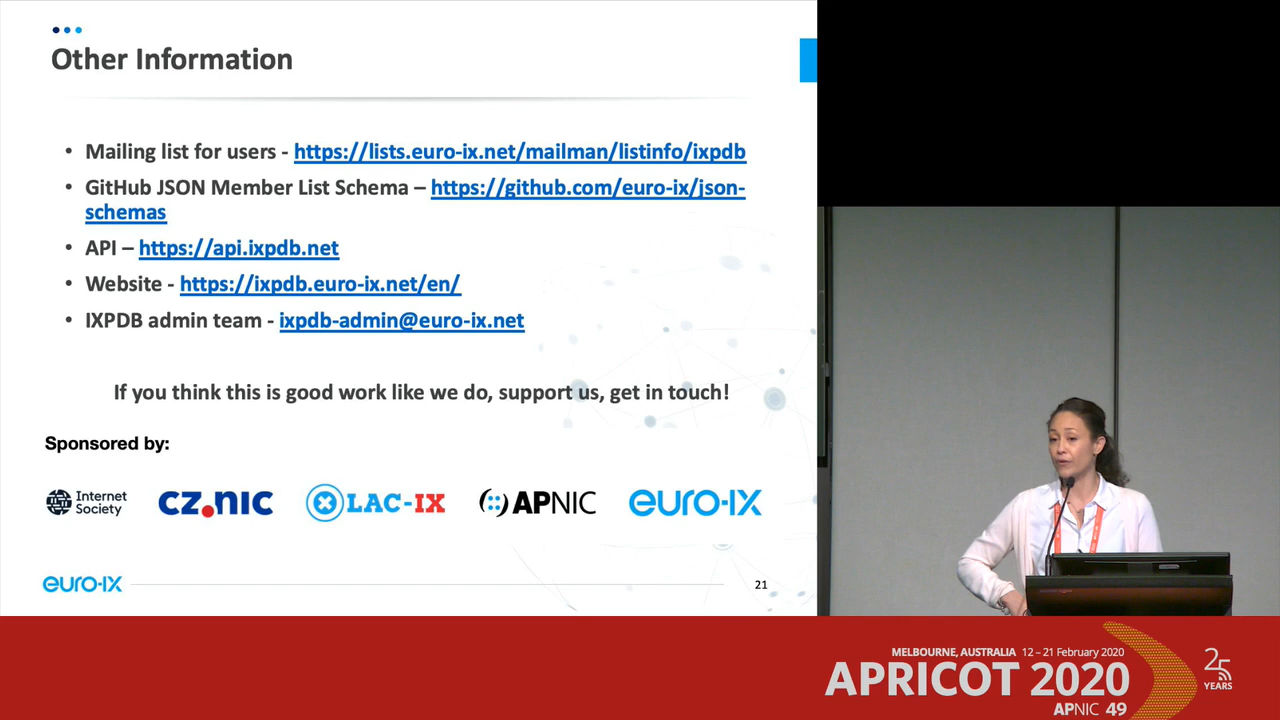 Other Information
• Mailing list for users - https://lists.euro-ix.net/mailman/listinfo/ixpdb
• GitHub JSON Member List Schema – https://github.com/euro-ix/json-
schemas
• API – https://api.ixpdb.net
• Website - https://ixpdb.euro-ix.net/en/
• IXPDB admin team - ixpdb-admin@euro-ix.net
If you think this is good work like we do, support us, get in touch!
Sponsored by:
Internet
Society
CZ.NIC
LAC-IX
APNIC
euro-IX
euro-IX
21
MELBOURNE, AUSTRALIA 12 – 21 February 2020
APRICOT 2020
APNIC 49
25
YEARS